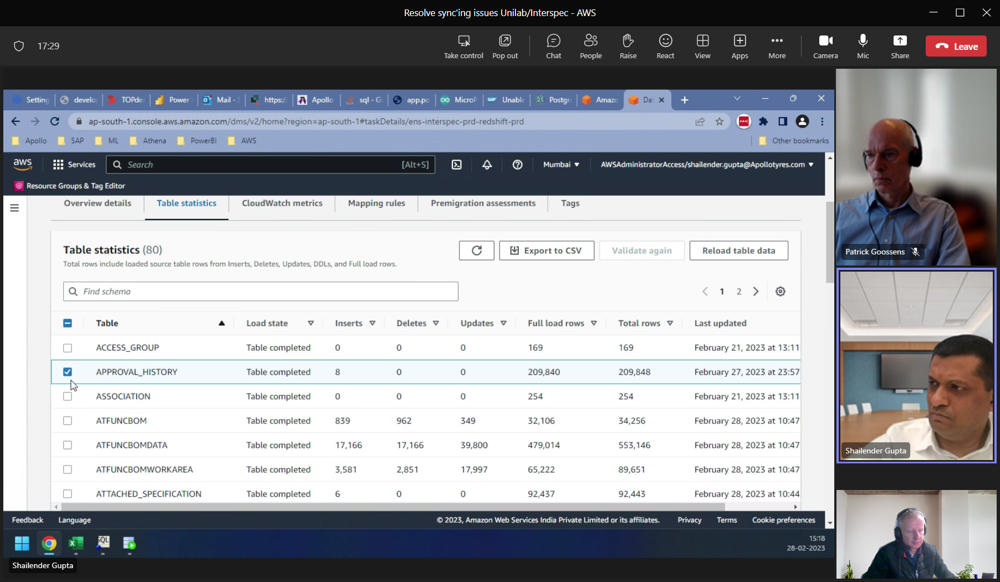 Resolve sync'ing issues Unilab/Interspec - AWS
17:29
Take control Pop out Chat People Raise React View Apps More Camera Mic Share Leave
Setting develo TOPde Power Mail - https:/ Apollo sql - G app.po MicroP Unable Postgr Amazo Dat
ap-south-1.console.aws.amazon.com/dms/v2/home?region=ap-south-1#taskDetails/ens-interspec-prd-redshift-prd
Apollo SAP ML Athena PowerBI AWS Other bookmarks
aws Services Search [Alt+S] Mumbai AWSAdministratorAccess/shailender.gupta@Apollotyres.com
Resource Groups & Tag Editor
Overview details Table statistics CloudWatch metrics Mapping rules Premigration assessments Tags
Table statistics (80) Export to CSV Validate again Reload table data
Total rows include loaded source table rows from Inserts, Deletes, Updates, DDLs, and Full load rows.
Find schema 1 2
Table Load state Inserts Deletes Updates Full load rows Total rows Last updated
ACCESS_GROUP Table completed 0 0 0 169 169 February 21, 2023 at 13:11
APPROVAL_HISTORY Table completed 8 0 0 209,840 209,848 February 27, 2023 at 23:57
ASSOCIATION Table completed 0 0 0 254 254 February 21, 2023 at 13:11
ATFUNCBOM Table completed 839 962 349 32,106 34,256 February 28, 2023 at 10:47
ATFUNCBOMDATA Table completed 17,166 17,166 39,800 479,014 553,146 February 28, 2023 at 10:47
ATFUNCBOMWORKAREA Table completed 3,581 2,851 17,997 65,222 89,651 February 28, 2023 at 10:47
ATTACHED_SPECIFICATION Table completed 6 0 0 92,437 92,443 February 28, 2023 at 10:44
Feedback Language © 2023, Amazon Web Services India Private Limited or its affiliates. Privacy Terms Cookie preferences
SQL
15:18
28-02-2023
Shailender Gupta
Patrick Goossens
Shailender Gupta